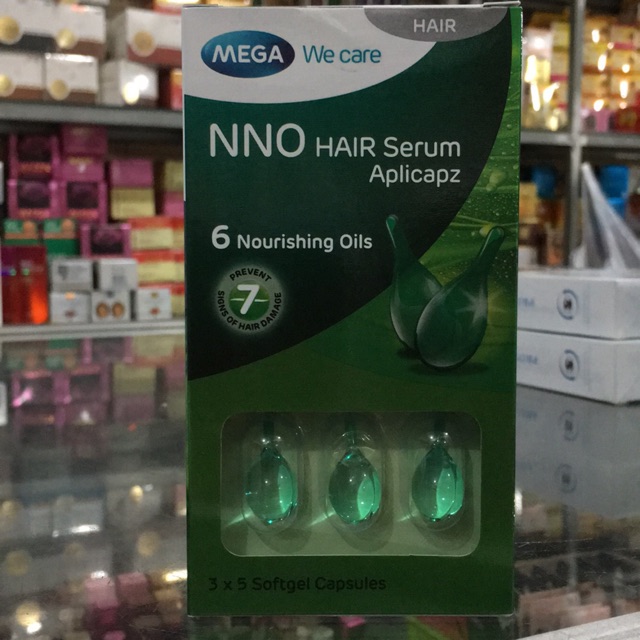 HAIR
MEGA We care
NNO HAIR Serum
Aplicapz
6 Nourishing Oils
PREVENT
7
SIGNS OF HAIR DAMAGE
3 x 5 Softgel Capsules